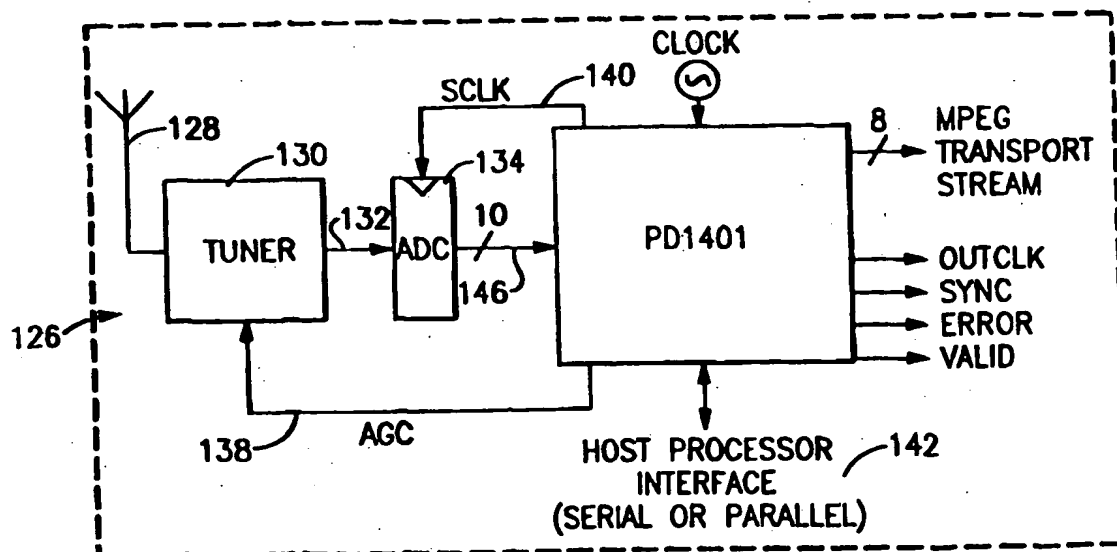 CLOCK
SCLK
140
128
130
134
8
MPEG
TRANSPORT
STREAM
132
10
TUNER
ADC
PD1401
146
OUTCLK
SYNC
ERROR
VALID
126
138
AGC
HOST PROCESSOR
INTERFACE
(SERIAL OR PARALLEL)
142